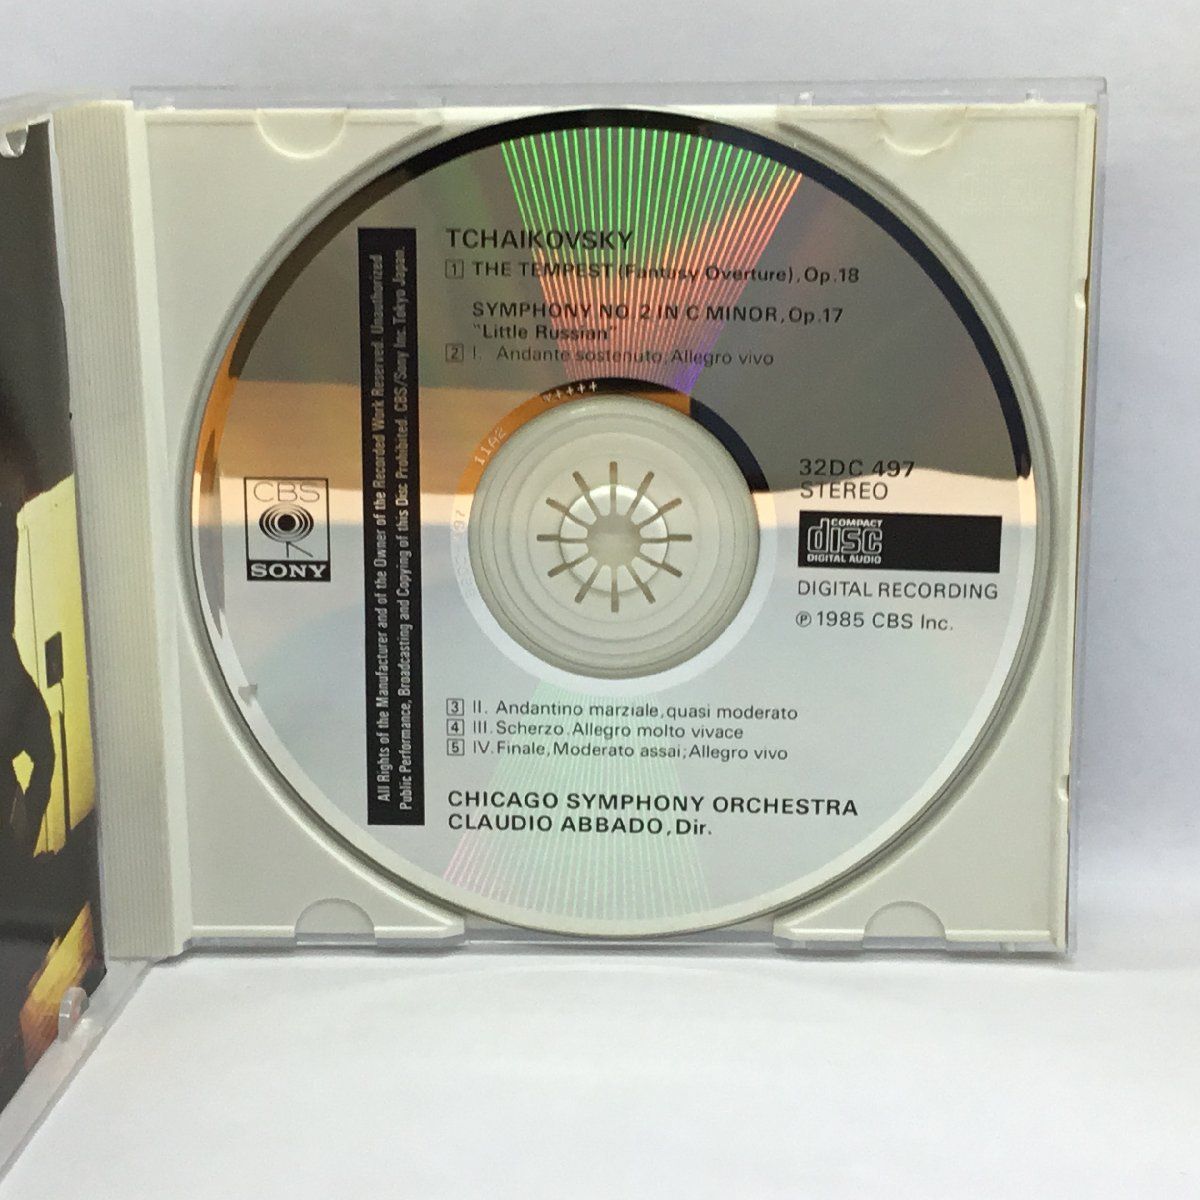 TCHAIKOVSKY
1 THE TEMPEST (Fantasy Overture), Op.18
SYMPHONY NO. 2 IN C MINOR, Op.17
"Little Russian"
2 I. Andante sostenuto; Allegro vivo
11A2
++++
All Rights of the Manufacturer and of the Owner of the Recorded Work Reserved. Unauthorized
Public Performance, Broadcasting and Copying of this Disc Prohibited. CBS/Sony Inc. Tokyo Japan.
CBS
SONY
32DC 497
STEREO
COMPACT
disc
DIGITAL AUDIO
DIGITAL RECORDING
℗ 1985 CBS Inc.
3 II. Andantino marziale, quasi moderato
4 III. Scherzo. Allegro molto vivace
5 IV. Finale, Moderato assai; Allegro vivo
CHICAGO SYMPHONY ORCHESTRA
CLAUDIO ABBADO, Dir.